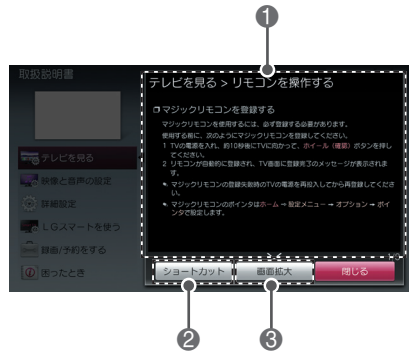 ❶
取扱説明書
テレビを見る > リモコンを操作する
マジックリモコンを登録する
マジックリモコンを使用するには、必ず登録する必要があります。
使用する前に、次のようにマジックリモコンを登録してください。
1 TVの電源を入れ、約10秒後にTVに向かって、ホイール(確認)ボタンを押し
てください。
2 リモコンが自動的に登録され、TV画面に登録完了のメッセージが表示されま
す。
マジックリモコンの登録失敗時のTVの電源を再投入してから再登録してくださ
い。
マジックリモコンのポインタはホーム ➡ 設定メニュー ➡ オプション ➡ ポイ
ンタで設定します。
テレビを見る
映像と音声の設定
詳細設定
LGスマートを使う
録画/予約をする
困ったとき
ショートカット
画面拡大
閉じる
❷
❸